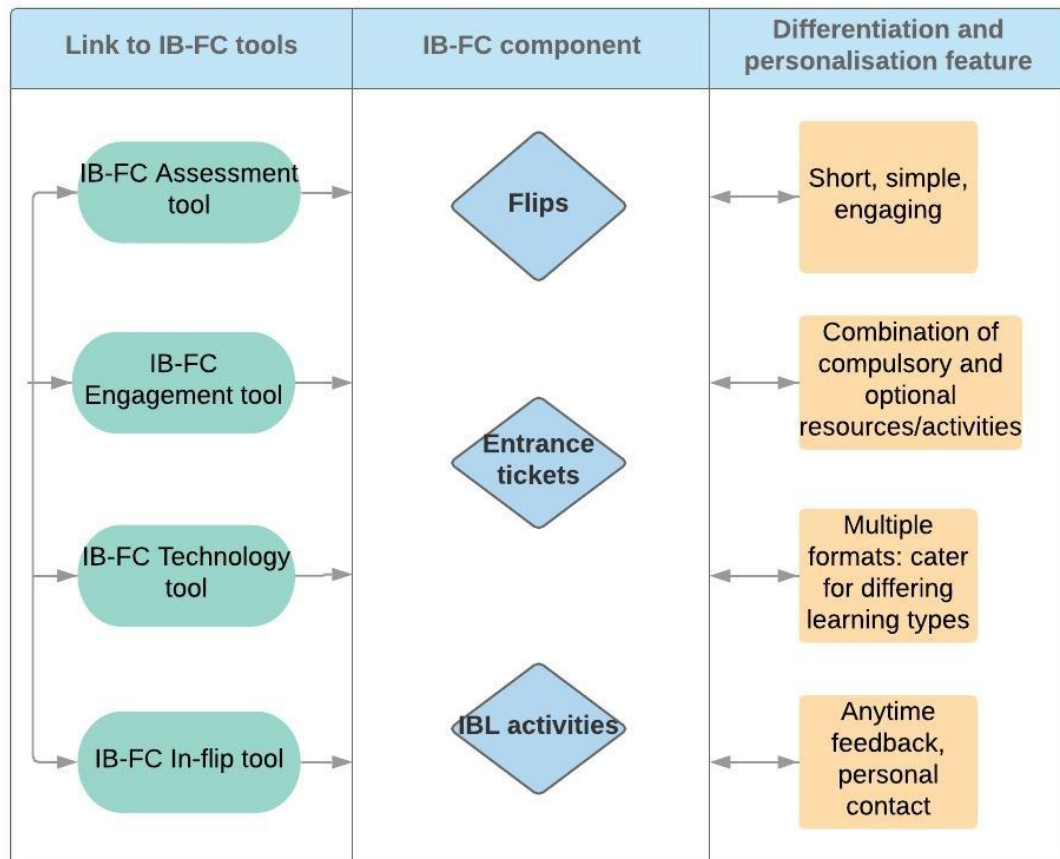 Link to IB-FC tools
IB-FC component
Differentiation and
personalisation feature
IB-FC Assessment
tool
IB-FC
Engagement tool
IB-FC Technology
tool
IB-FC In-flip tool
Flips
Entrance
tickets
IBL activities
Short, simple,
engaging
Combination of
compulsory and
optional
resources/activities
Multiple
formats: cater
for differing
learning types
Anytime
feedback,
personal
contact